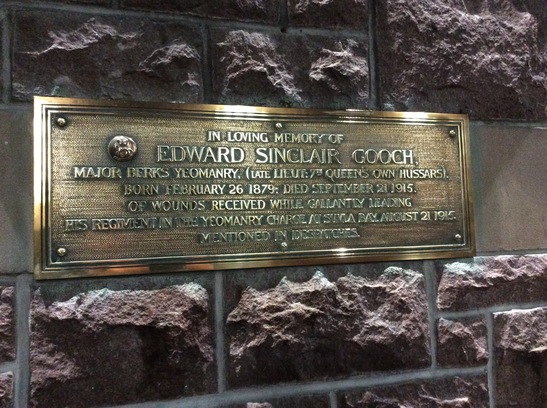 IN LOVING MEMORY OF
EDWARD SINCLAIR GOOCH,
MAJOR BERKS YEOMANRY, (LATE LIEUT: 7TH QUEEN'S OWN HUSSARS).
BORN FEBRUARY 26 1879: DIED SEPTEMBER 21 1915.
OF WOUNDS RECEIVED WHILE GALLANTLY LEADING
HIS REGIMENT IN THE YEOMANRY CHARGE AT SUVLA BAY. AUGUST 21 1915.
MENTIONED IN DESPATCHES.